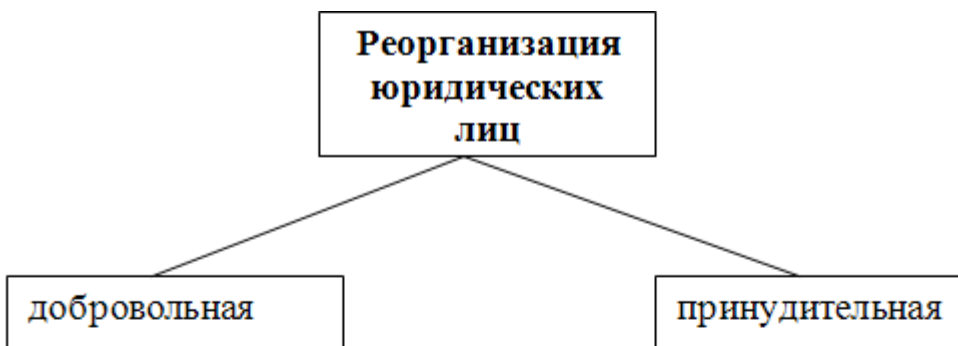 Реорганизация
юридических
лиц
добровольная
принудительная